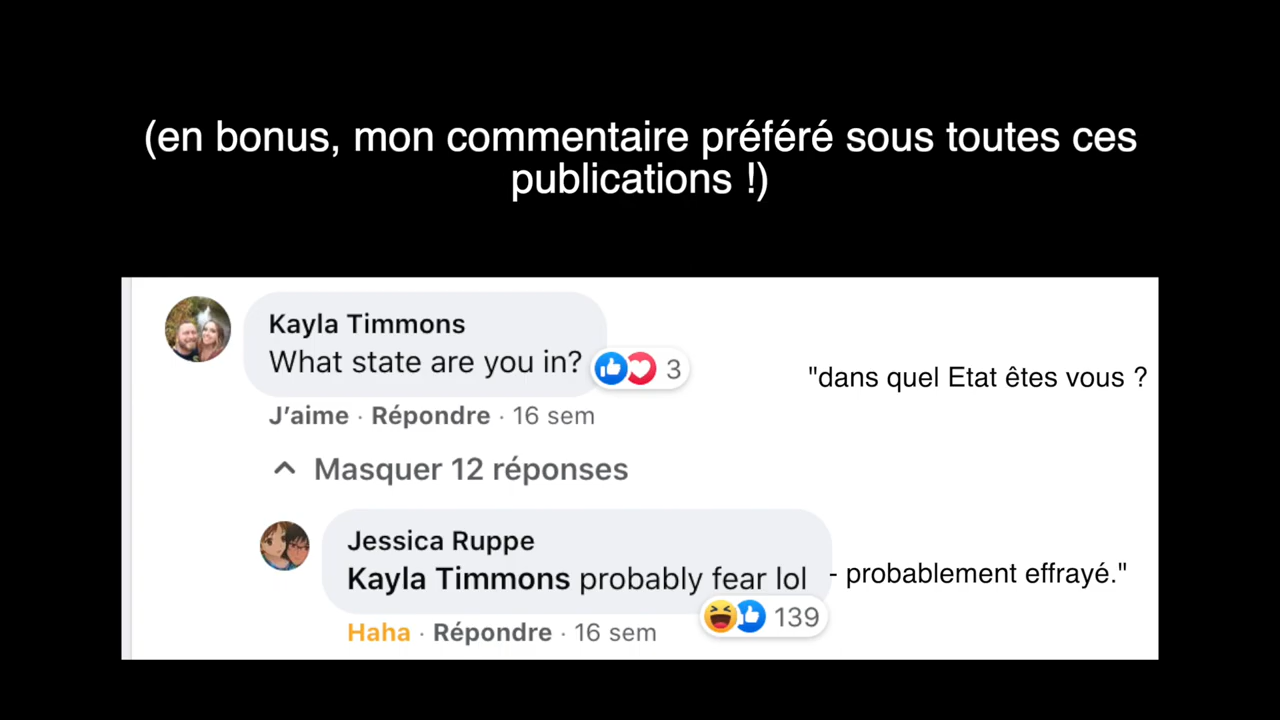 (en bonus, mon commentaire préféré sous toutes ces
publications !)
Kayla Timmons
What state are you in?
3
"dans quel Etat êtes vous ?
J’aime · Répondre · 16 sem
Masquer 12 réponses
Jessica Ruppe
Kayla Timmons probably fear lol
- probablement effrayé."
139
Haha · Répondre · 16 sem